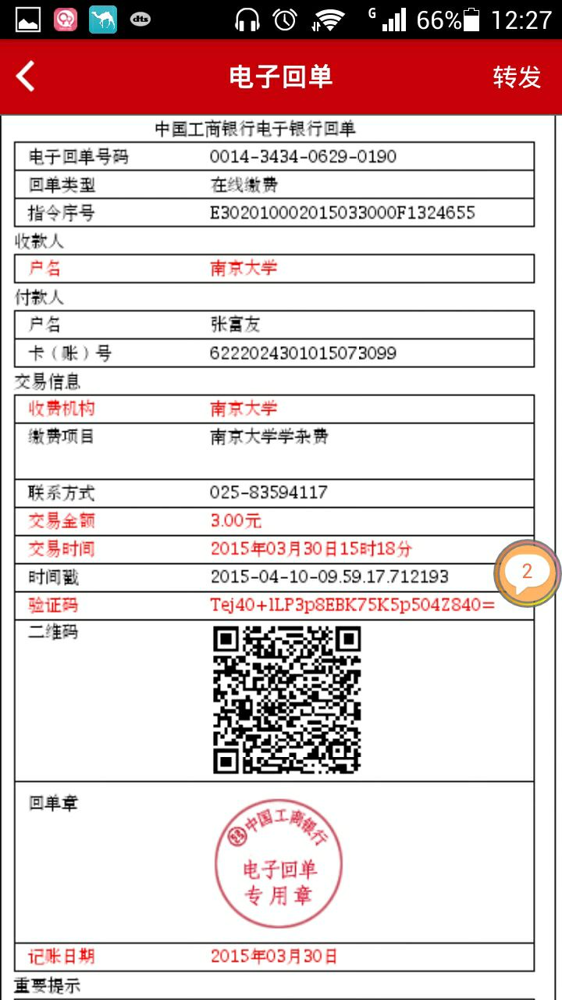 dts
G 66% 12:27
电子回单 转发
中国工商银行电子银行回单
电子回单号码 0014-3434-0629-0190
回单类型 在线缴费
指令序号 E302010002015033000F1324655
收款人
户名 南京大学
付款人
户名 张富友
卡（账）号 6222024301015073099
交易信息
收费机构 南京大学
缴费项目 南京大学学杂费
联系方式 025-83594117
交易金额 3.00元
交易时间 2015年03月30日15时18分
2
时间戳 2015-04-10-09.59.17.712193
验证码 Tej40+lLP3p8EBK75K5p504Z840=
二维码
回单章
中国工商银行
电子回单
专用章
记账日期 2015年03月30日
重要提示